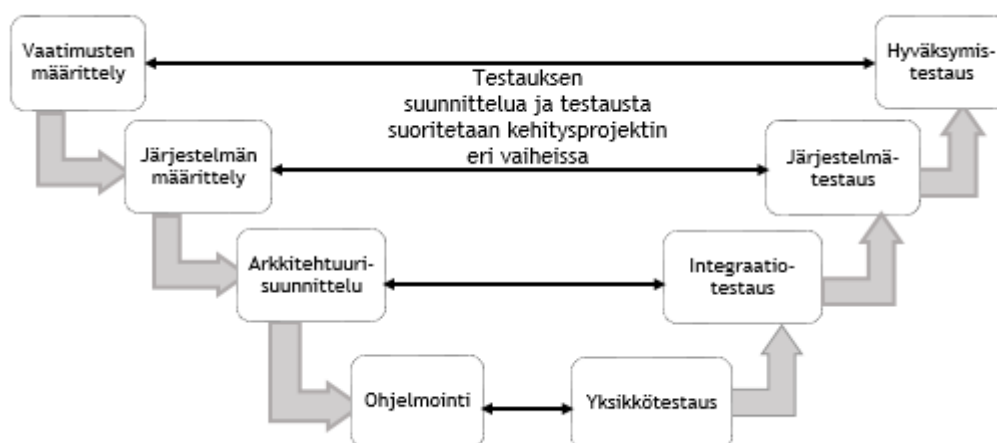 Vaatimusten
määrittely
Hyväksymis-
testaus
Testauksen
suunnittelua ja testausta
suoritetaan kehitysprojektin
eri vaiheissa
Järjestelmän
määrittely
Järjestelmä-
testaus
Arkkitehtuuri-
suunnittelu
Integraatio-
testaus
Ohjelmointi
Yksikkötestaus